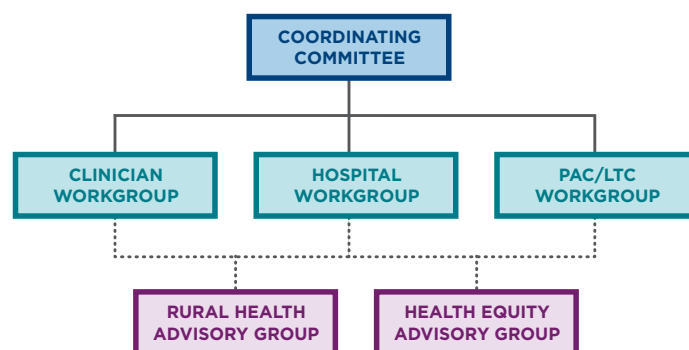 COORDINATING
COMMITTEE
CLINICIAN
WORKGROUP
HOSPITAL
WORKGROUP
PAC/LTC
WORKGROUP
RURAL HEALTH
ADVISORY GROUP
HEALTH EQUITY
ADVISORY GROUP